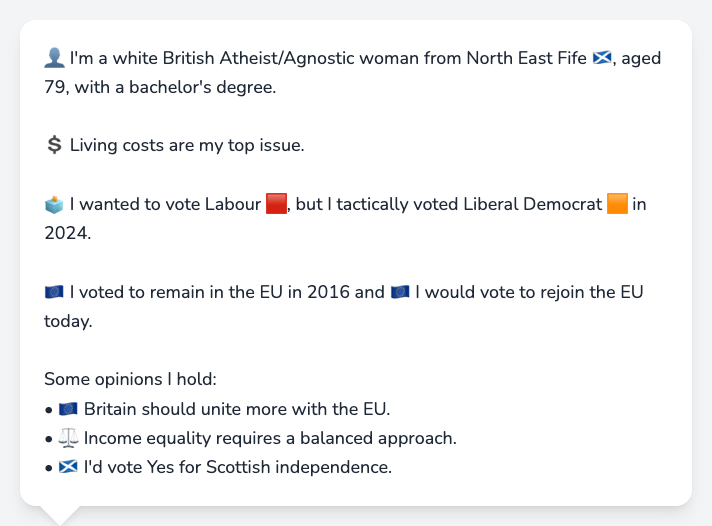 👤 I'm a white British Atheist/Agnostic woman from North East Fife 🏴󠁧󠁢󠁳󠁣󠁴󠁿, aged
79, with a bachelor's degree.
💲 Living costs are my top issue.
🗳️ I wanted to vote Labour 🟥, but I tactically voted Liberal Democrat 🟧 in
2024.
🇪🇺 I voted to remain in the EU in 2016 and 🇪🇺 I would vote to rejoin the EU
today.
Some opinions I hold:
• 🇪🇺 Britain should unite more with the EU.
• ⚖️ Income equality requires a balanced approach.
• 🏴󠁧󠁢󠁳󠁣󠁴󠁿 I'd vote Yes for Scottish independence.